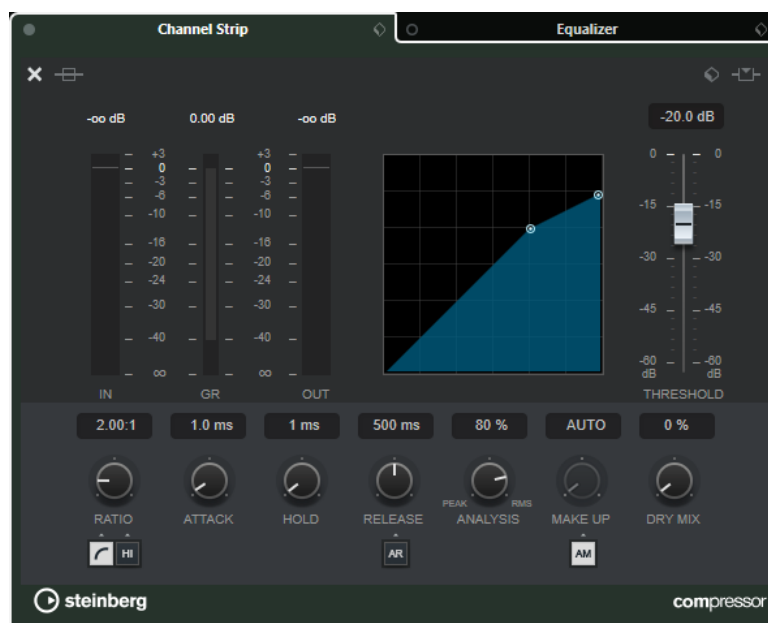 Channel Strip
Equalizer
-oo dB 0.00 dB -oo dB -20.0 dB
+3 +3 0 0
0 0
-3 -3
-6 -6 -15 -15
-10 -10
-16 -16
-20 -20 -30 -30
-24 -24
-30 -30 -45 -45
-40 -40
∞ ∞ -60 -60
dB dB
IN GR OUT THRESHOLD
2.00:1 1.0 ms 1 ms 500 ms 80 % AUTO 0 %
PEAK RMS
RATIO ATTACK HOLD RELEASE ANALYSIS MAKE UP DRY MIX
HI AR AM
steinberg compressor